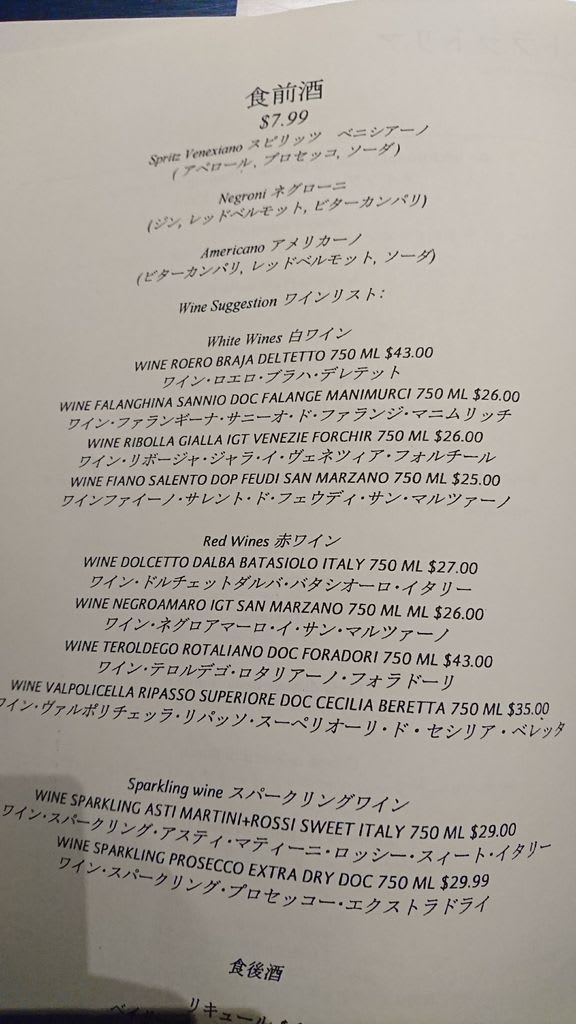 食前酒
$7.99
Spritz Venexiano スピリッツ ベニシアーノ
(アペロール, プロセッコ, ソーダ)
Negroni ネグローニ
(ジン, レッドベルモット, ビターカンパリ)
Americano アメリカーノ
(ビターカンパリ, レッドベルモット, ソーダ)
Wine Suggestion ワインリスト:
White Wines 白ワイン
WINE ROERO BRAJA DELTETTO 750 ML $43.00
ワイン・ロエロ・ブラハ・デレテット
WINE FALANGHINA SANNIO DOC FALANGE MANIMURCI 750 ML $26.00
ワイン・ファランギーナ・サニーオ・ド・ファランジ・マニムリッチ
WINE RIBOLLA GIALLA IGT VENEZIE FORCHIR 750 ML $26.00
ワイン・リボージャ・ジャラ・イ・ヴェネツィア・フォルチール
WINE FIANO SALENTO DOP FEUDI SAN MARZANO 750 ML $25.00
ワインファイーノ・サレント・ド・フェウディ・サン・マルツァーノ
Red Wines 赤ワイン
WINE DOLCETTO DALBA BATASIOLO ITALY 750 ML $27.00
ワイン・ドルチェットダルバ・バタシオーロ・イタリー
WINE NEGROAMARO IGT SAN MARZANO 750 ML ML $26.00
ワイン・ネグロアマーロ・イ・サン・マルツァーノ
WINE TEROLDEGO ROTALIANO DOC FORADORI 750 ML $43.00
ワイン・テロルデゴ・ロタリアーノ・フォラドーリ
WINE VALPOLICELLA RIPASSO SUPERIORE DOC CECILIA BERETTA 750 ML $35.00
ワイン・ヴァルポリチェッラ・リパッソ・スーペリオーリ・ド・セシリア・ベレッタ
Sparkling wine スパークリングワイン
WINE SPARKLING ASTI MARTINI+ROSSI SWEET ITALY 750 ML $29.00
ワイン・スパークリング・アスティ・マティーニ・ロッシー・スィート・イタリー
WINE SPARKLING PROSECCO EXTRA DRY DOC 750 ML $29.99
ワイン・スパークリング・プロセッコー・エクストラドライ
食後酒
リキュール